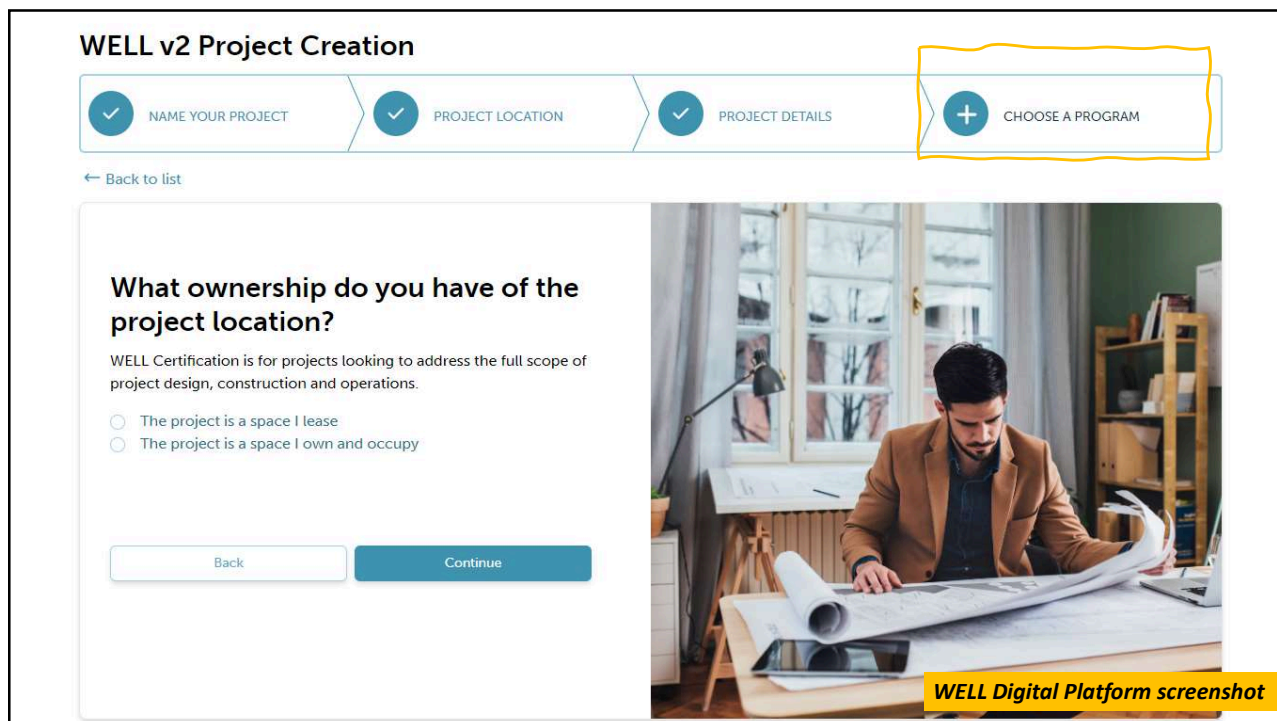 WELL v2 Project Creation
NAME YOUR PROJECT
PROJECT LOCATION
PROJECT DETAILS
CHOOSE A PROGRAM
← Back to list
What ownership do you have of the
project location?
WELL Certification is for projects looking to address the full scope of
project design, construction and operations.
The project is a space I lease
The project is a space I own and occupy
Back
Continue
WELL Digital Platform screenshot